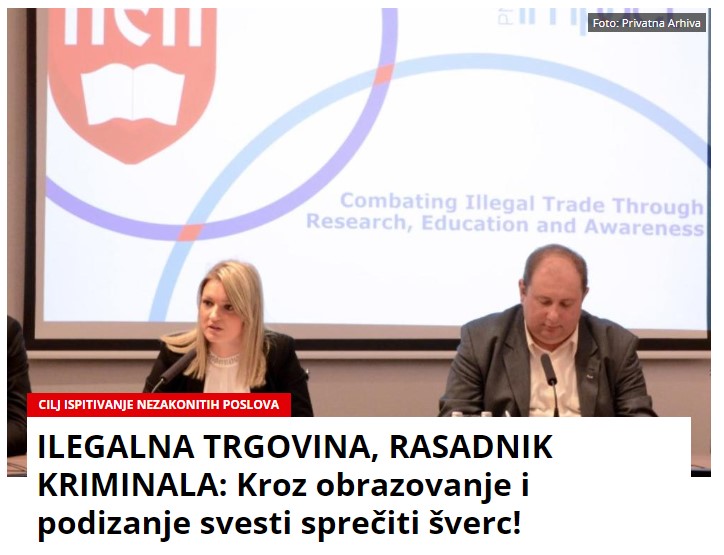 Foto: Privatna Arhiva
Combating Illegal Trade Through
Research, Education and Awareness
CILJ ISPITIVANJE NEZAKONITIH POSLOVA
ILEGALNA TRGOVINA, RASADNIK
KRIMINALA: Kroz obrazovanje i
podizanje svesti sprečiti šverc!